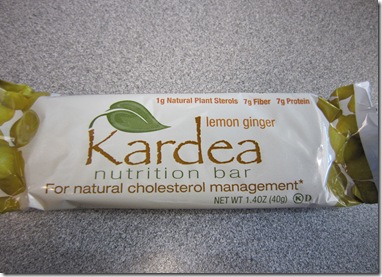 1g Natural Plant Sterols 7g Fiber 7g Protein
lemon ginger
Kardea
nutrition bar
For natural cholesterol management*
NET WT 1.4OZ (40g) K D